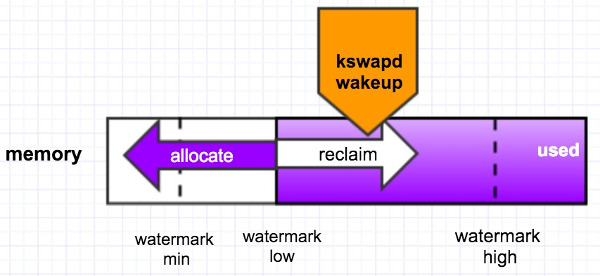 kswapd
wakeup
memory
allocate
reclaim
used
watermark
min
watermark
low
watermark
high